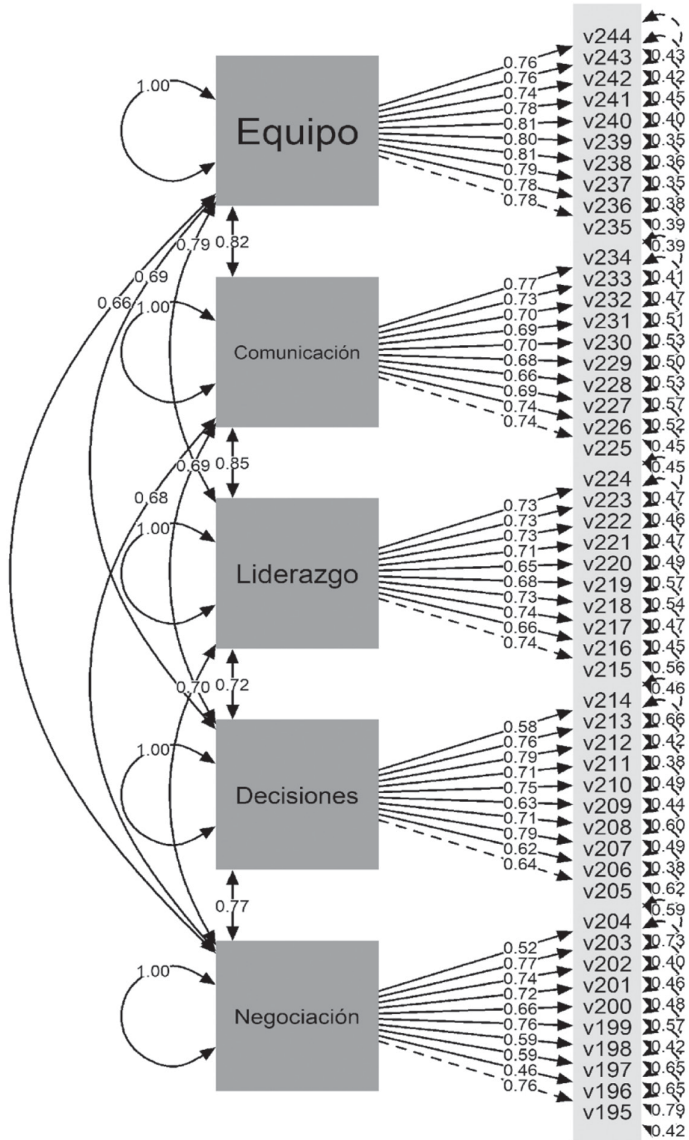 1.00
Equipo
0.79
0.82
0.69
0.66
1.00
Comunicación
0.69
0.85
0.68
1.00
Liderazgo
0.70
0.72
1.00
Decisiones
0.77
1.00
Negociación
0.76
0.76
0.74
0.78
0.81
0.80
0.81
0.79
0.78
0.78
0.77
0.73
0.70
0.69
0.70
0.68
0.66
0.69
0.74
0.74
0.73
0.73
0.73
0.71
0.65
0.68
0.73
0.74
0.66
0.74
0.58
0.76
0.79
0.71
0.75
0.63
0.71
0.79
0.62
0.64
0.52
0.77
0.74
0.72
0.66
0.76
0.59
0.59
0.46
0.76
v244
v243
v242
v241
v240
v239
v238
v237
v236
v235
v234
v233
v232
v231
v230
v229
v228
v227
v226
v225
v224
v223
v222
v221
v220
v219
v218
v217
v216
v215
v214
v213
v212
v211
v210
v209
v208
v207
v206
v205
v204
v203
v202
v201
v200
v199
v198
v197
v196
v195
0.43
0.42
0.45
0.40
0.35
0.36
0.35
0.38
0.39
0.39
0.41
0.47
0.51
0.53
0.50
0.53
0.57
0.52
0.45
0.45
0.47
0.46
0.47
0.49
0.57
0.54
0.47
0.45
0.56
0.46
0.66
0.42
0.38
0.49
0.44
0.60
0.49
0.38
0.62
0.59
0.73
0.40
0.46
0.48
0.57
0.42
0.65
0.65
0.79
0.42